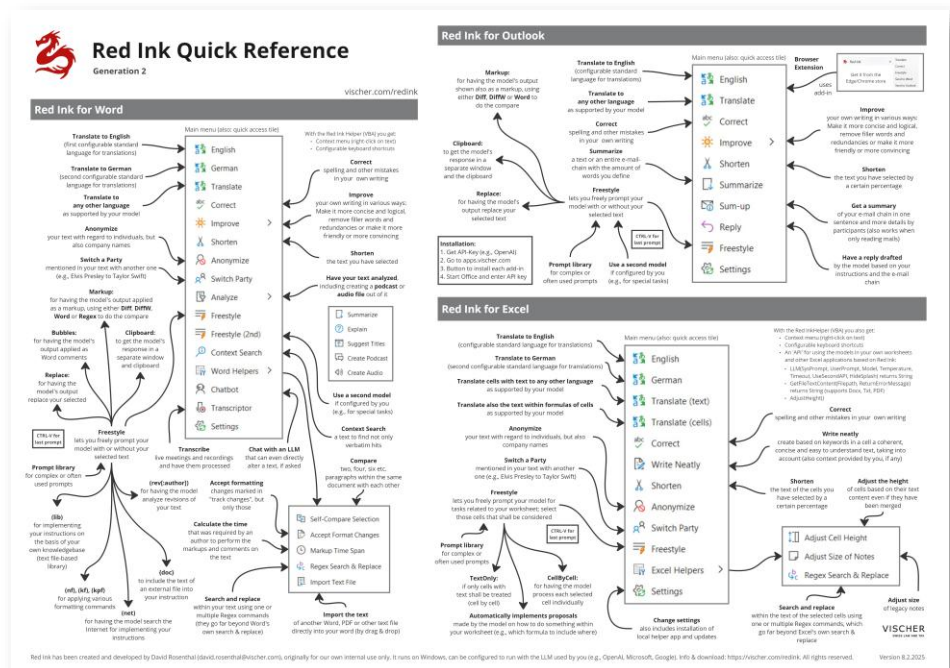 Red Ink Quick Reference
Generation 2
vischer.com/redink
Red Ink for Word
Main menu (also: quick access tile)
With the Red Ink Helper (VBA) you get:
• Context menu (right-click on text)
• Configurable keyboard shortcuts
Translate to English
(first configurable standard
language for translations)
Translate to German
(second configurable standard
language for translations)
Translate to
any other language
as supported by your model
Anonymize
your text with regard to individuals, but
also company names
Switch a Party
mentioned in your text with another one
(e.g., Elvis Presley to Taylor Swift)
Markup:
for having the model's output applied
as a markup, using either Diff, DiffW,
Word or Regex to do the compare
Bubbles:
for having the
model's output
applied as
Word comments
Clipboard:
to get the model's
response in a
separate window
and clipboard
Replace:
for having the
model's output
replace your selected
CTRL-V for
last prompt
Freestyle
lets you freely prompt your
model with or without your
selected text
Prompt library
for complex or often
used prompts
(lib)
for implementing
your instructions
on the basis of your
own knowledgebase
(text file-based
library)
(nf), (kf), (kpf)
for applying various
formatting commands
(net)
for having the model search the
Internet for implementing your
instructions
(doc)
to include the text of
an external file into
your instruction
(rev[:author])
for having the model
analyze revisions of
your text
English
German
Translate
Correct
Improve
Shorten
Anonymize
Switch Party
Analyze
Freestyle
Freestyle (2nd)
Context Search
Word Helpers
Chatbot
Transcriptor
Settings
Correct
spelling and other mistakes
in your own writing
Improve
your own writing in various ways:
Make it more concise and logical,
remove filler words and
redundancies or make it more
friendly or more convincing
Shorten
the text you have selected
Have your text analyzed,
including creating a podcast or
audio file out of it
Summarize
Explain
Suggest Titles
Create Podcast
Create Audio
Use a second model
if configured by you
(e.g., for special tasks)
Context Search
a text to find not only
verbatim hits
Compare
two, four, six etc.
paragraphs within the same
document with each other
Transcribe
live meetings and recordings
and have them processed
Chat with an LLM
that can even directly
alter a text, if asked
Accept formatting
changes marked in
"track changes", but
only those
Calculate the time
that was required by an
author to perform the
markups and comments on
the text
Search and replace
within your text using one or
multiple Regex commands
(they go far beyond Word's
own search & replace)
Self-Compare Selection
Accept Format Changes
Markup Time Span
Regex Search & Replace
Import Text File
Import the text
of another Word, PDF or other text file
directly into your word (by drag & drop)
Red Ink for Outlook
Main menu (also: quick access tile)
Markup:
for having the model's output
shown also as a markup, using
either Diff, DiffW or Word to
do the compare
Clipboard:
to get the model's
response in a
separate window
and the clipboard
Replace:
for having the model's
output replace your
selected text
Installation:
1. Get API-Key (e.g., OpenAI)
2. Go to apps.vischer.com
3. Button to install each add-in
4. Start Office and enter API key
Translate to English
(configurable standard
language for translations)
Translate to
any other language
as supported by your model
Correct
spelling and other mistakes
in your own writing
Summarize
a text or an entire e-mail-
chain with the amount of
words you define
Freestyle
lets you freely prompt your
model with or without your
selected text
CTRL-V for
last prompt
Prompt library
for complex or
often used prompts
Use a second model
if configured by you
(e.g., for special tasks)
English
Translate
Correct
Improve
Shorten
Summarize
Sum-up
Reply
Freestyle
Settings
Browser
Extension
uses
add-in
Get it from the
Edge/Chrome store
Improve
your own writing in various ways:
Make it more concise and logical,
remove filler words and
redundancies or make it more
friendly or more convincing
Shorten
the text you have selected by
a certain percentage
Get a summary
of your e-mail chain in one
sentence and more details by
participants (also works when
only reading mails)
Have a reply drafted
by the model based on your
instructions and the e-mail
chain
Red Ink for Excel
Main menu (also: quick access tile)
With the Red InkHelper (VBA) you also get:
• Context menu (right-click on text)
• Configurable keyboard shortcuts
• An 'API' for using the models in your own worksheets
and other Excel applications based on Red Ink:
• LLM(SysPrompt, UserPrompt, Model, Temperature,
Timeout, UseSecondAPI, HideSplash) returns String
• GetFileTextContent(Filepath, ReturnErrorMessage)
returns String (supports Docx, Txt, PDF)
• AdjustHeight()
Translate to English
(configurable standard language for translations)
Translate to German
(second configurable standard language for translations)
Translate cells with text to any other language
as supported by your model
Translate also the text within formulas of cells
as supported by your model
Anonymize
your text with regard to individuals, but also company
names
Switch a Party
mentioned in your text with another
one (e.g., Elvis Presley to Taylor Swift)
Freestyle
lets you freely prompt your model for
tasks related to your worksheet; select
those cells that shall be considered
CTRL-V for
last prompt
Prompt library
for complex or
often used prompts
TextOnly:
if only cells with
text shall be treated
(cell by cell)
CellByCell:
for having the model
process each selected
cell individually
Automatically implements proposals
made by the model on how to do something within
your worksheet (e.g., which formula to include where)
English
German
Translate (text)
Translate (cells)
Correct
Write Neatly
Shorten
Anonymize
Switch Party
Freestyle
Excel Helpers
Settings
Correct
spelling and other mistakes in your own writing
Write neatly
create based on keywords in a cell a coherent,
concise and easy to understand text, taking into
account (also context provided by you, if any)
Shorten
the text of the cells you
have selected by a
certain percentage
Adjust the height
of cells based on their text
content even if they have
been merged
Adjust Cell Height
Adjust Size of Notes
Regex Search & Replace
Change settings
also includes installation of
local helper app and updates
Search and replace
within the text of the selected cells using
one or multiple Regex commands, which
go far beyond Excel's own search &
replace
Adjust size
of legacy notes
VISCHER
Red Ink has been created and developed by David Rosenthal (david.rosenthal@vischer.com), originally for our own internal use only. It runs on Windows, can be configured to run with the LLM used by you (e.g., OpenAI, Microsoft, Google). Info & download: https://vischer.com/redink. All rights reserved.
Version 8.2.2025